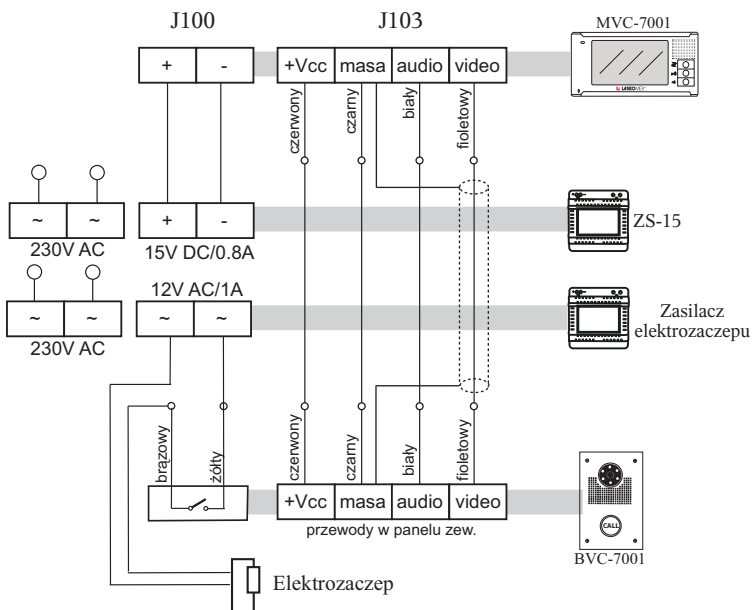 J100
J103
MVC-7001
+ -
+Vcc masa audio video
LASKOMEX
czerwony
czarny
biały
fioletowy
~ ~
230V AC
+ -
15V DC/0.8A
ZS-15
~ ~
230V AC
12V AC/1A
~ ~
Zasilacz
elektrozaczepu
brązowy
żółty
czerwony
czarny
biały
fioletowy
+Vcc masa audio video
przewody w panelu zew.
CALL
BVC-7001
Elektrozaczep